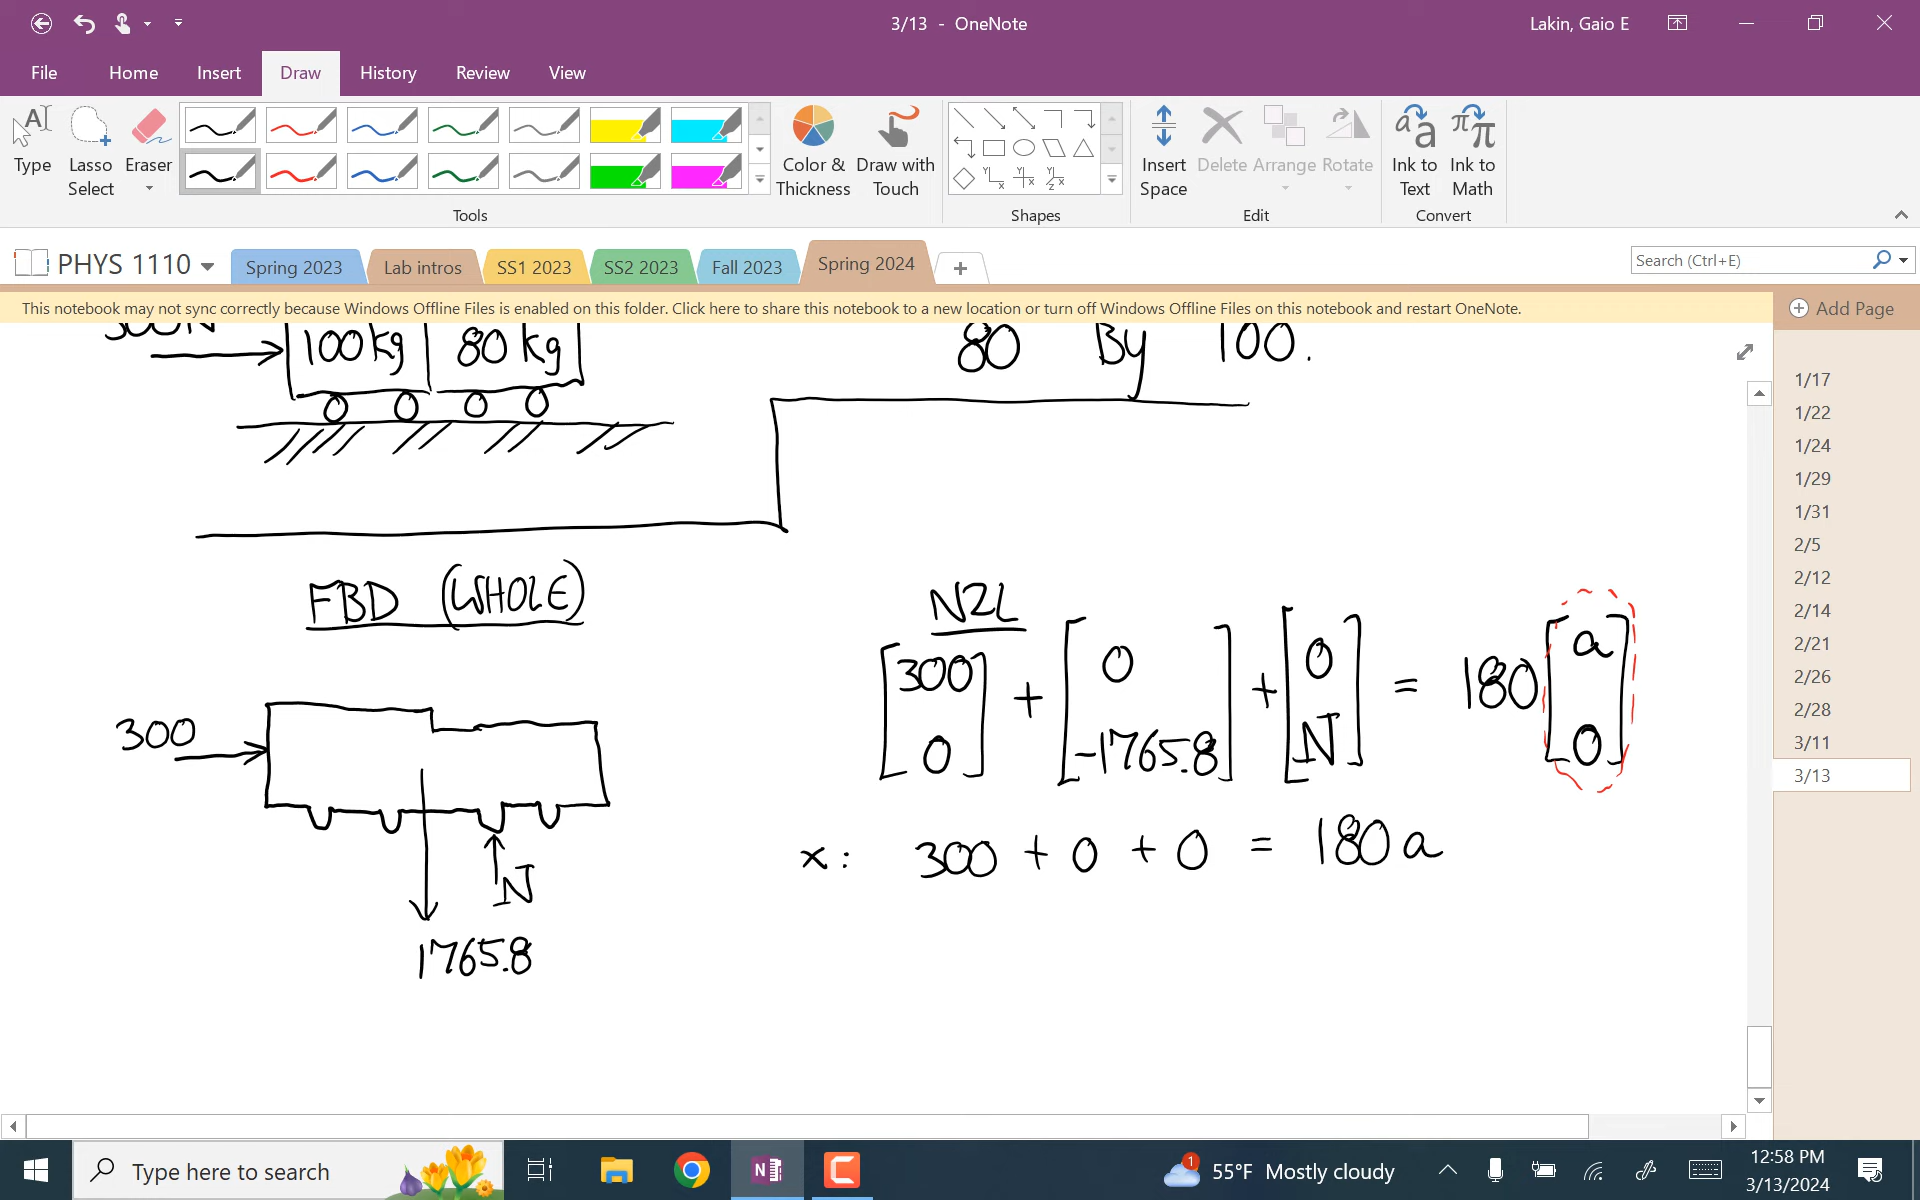 3/13 - OneNote
Lakin, Gaio E
File Home Insert Draw History Review View
Type
Lasso Select
Eraser
Color & Thickness
Draw with Touch
Insert Space
Delete
Arrange
Rotate
Ink to Text
Ink to Math
Tools Shapes Edit Convert
PHYS 1110 Spring 2023 Lab intros SS1 2023 SS2 2023 Fall 2023 Spring 2024 +
Search (Ctrl+E)
This notebook may not sync correctly because Windows Offline Files is enabled on this folder. Click here to share this notebook to a new location or turn off Windows Offline Files on this notebook and restart OneNote.
Add Page
1/17
1/22
1/24
1/29
1/31
2/5
2/12
2/14
2/21
2/26
2/28
3/11
3/13
300N
100kg 80kg
80 By 100.
FBD (WHOLE)
N2L
[300 0] + [0 -1765.8] + [0 N] = 180 [a 0]
300
N
1765.8
x: 300 + 0 + 0 = 180a
Type here to search
1
55°F Mostly cloudy
12:58 PM
3/13/2024